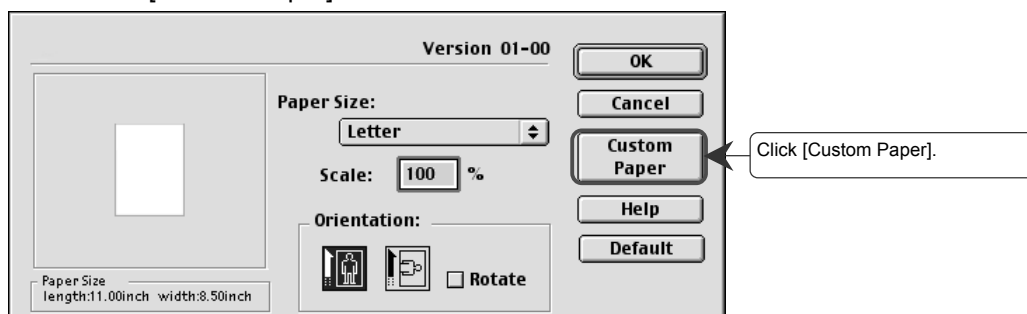 Version 01-00
OK
Paper Size:
Cancel
Letter
Custom
Paper
Click [Custom Paper].
Scale:
100 %
Help
Orientation:
Default
Rotate
Paper Size
length:11.00inch width:8.50inch